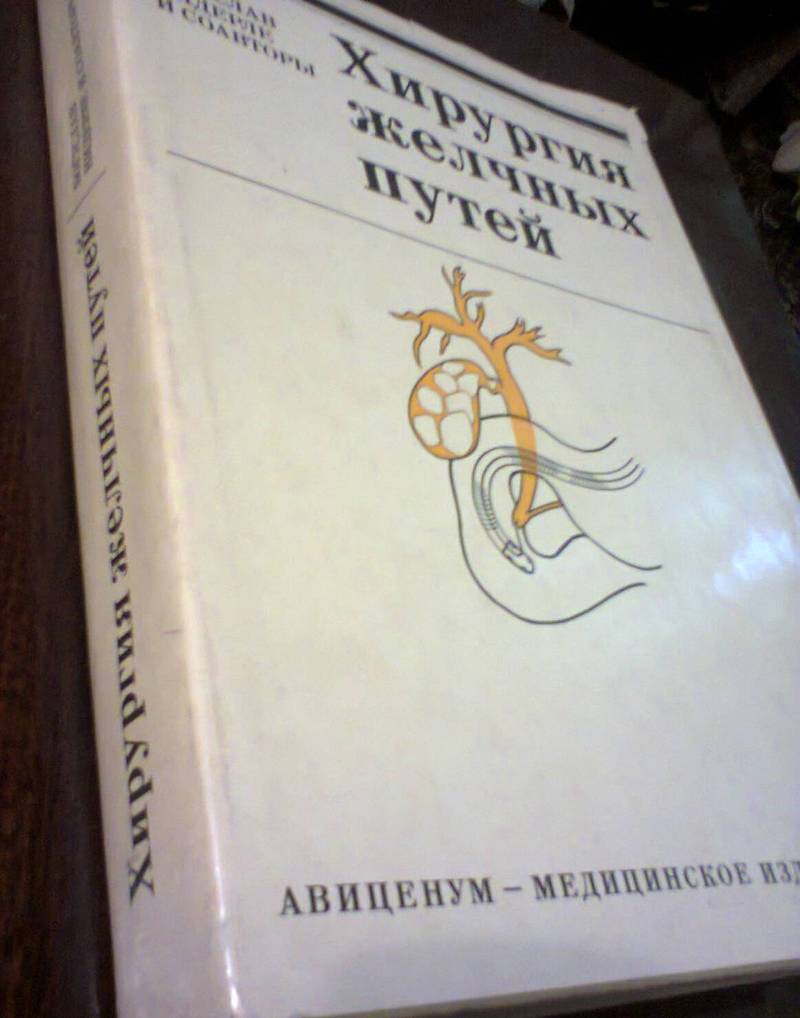 И СОАВТОРЫ
Хирургия
желчных
путей
АВИЦЕНУМ – МЕДИЦИНСКОЕ ИЗД
Хирургия желчных путей